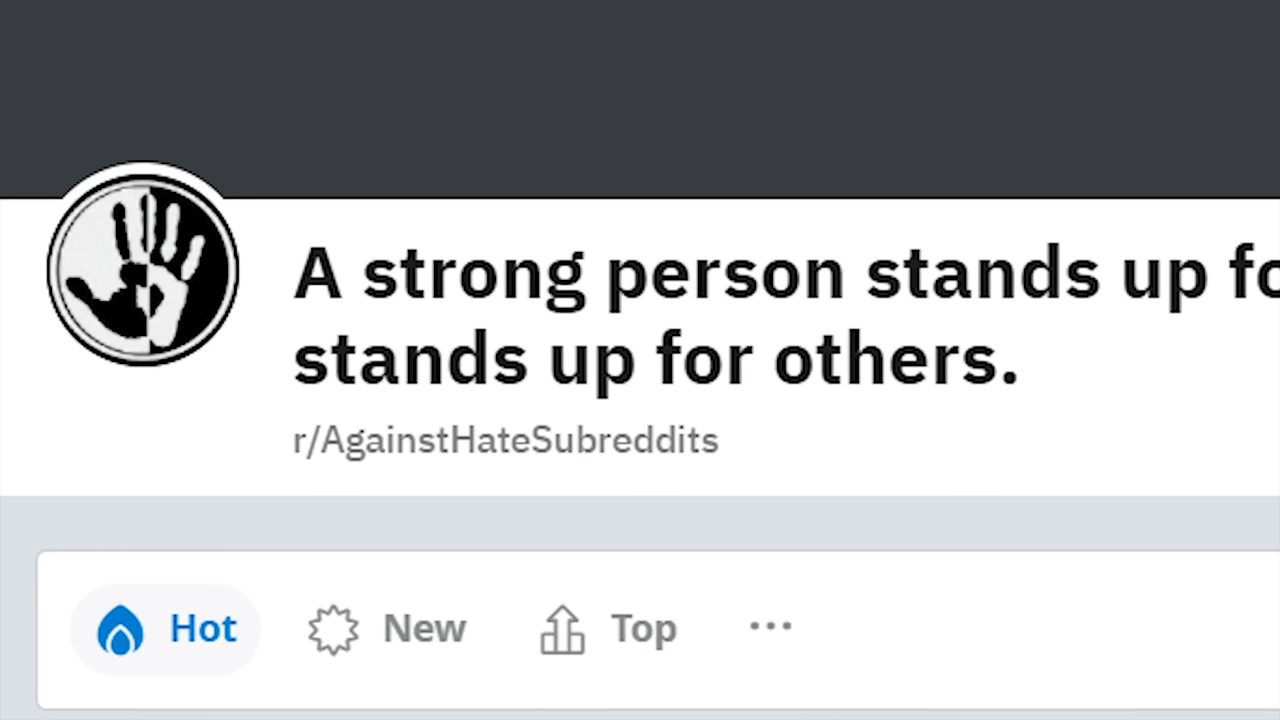 A strong person stands up fo
stands up for others.
r/AgainstHateSubreddits
Hot New Top ...